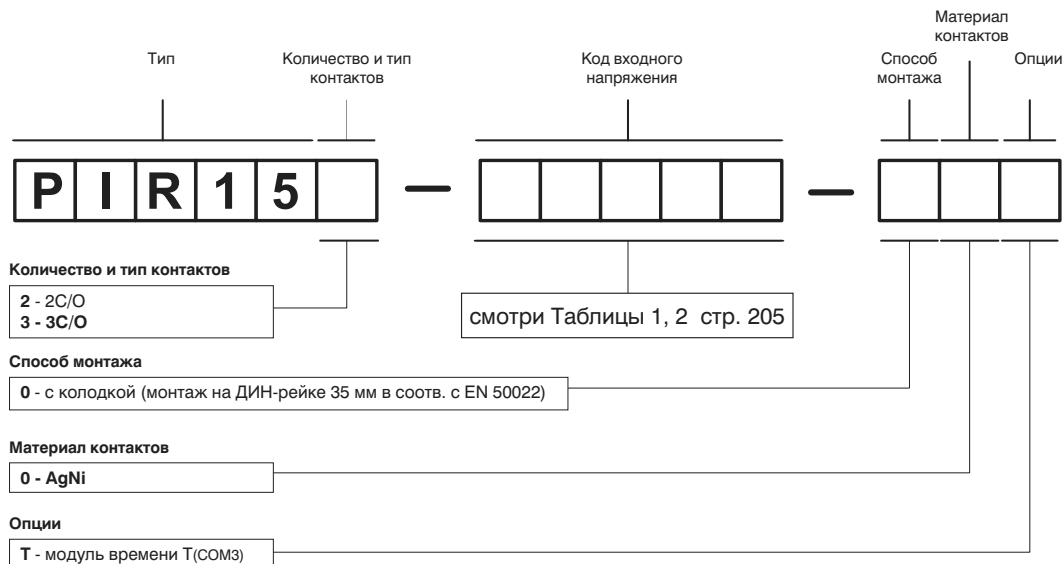 Материал
контактов
Тип
Количество и тип
контактов
Код входного
напряжения
Способ
монтажа
Опции
PIR15 — —
Количество и тип контактов
2 - 2C/O
3 - 3C/O
смотри Таблицы 1, 2 стр. 205
Способ монтажа
0 - с колодкой (монтаж на ДИН-рейке 35 мм в соотв. с EN 50022)
Материал контактов
0 - AgNi
Опции
T - модуль времени T(COM3)